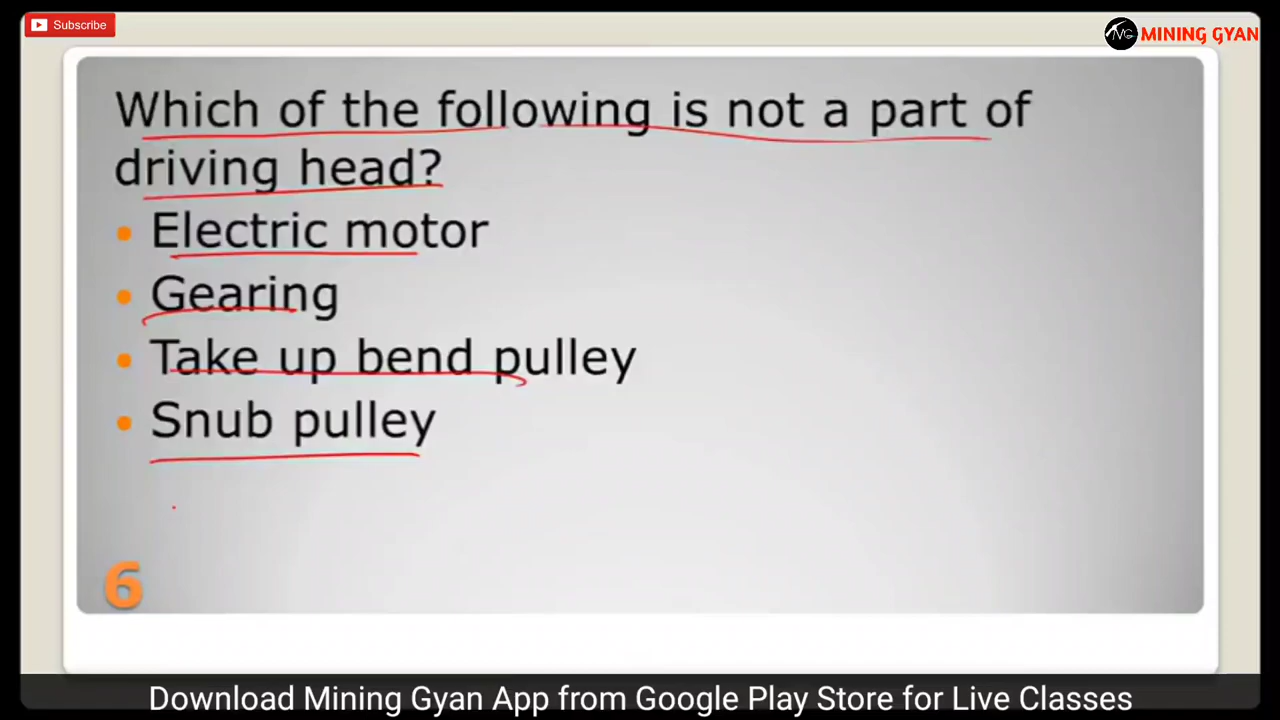 Subscribe
MINING GYAN
Which of the following is not a part of
driving head?
Electric motor
Gearing
Take up bend pulley
Snub pulley
6
Download Mining Gyan App from Google Play Store for Live Classes